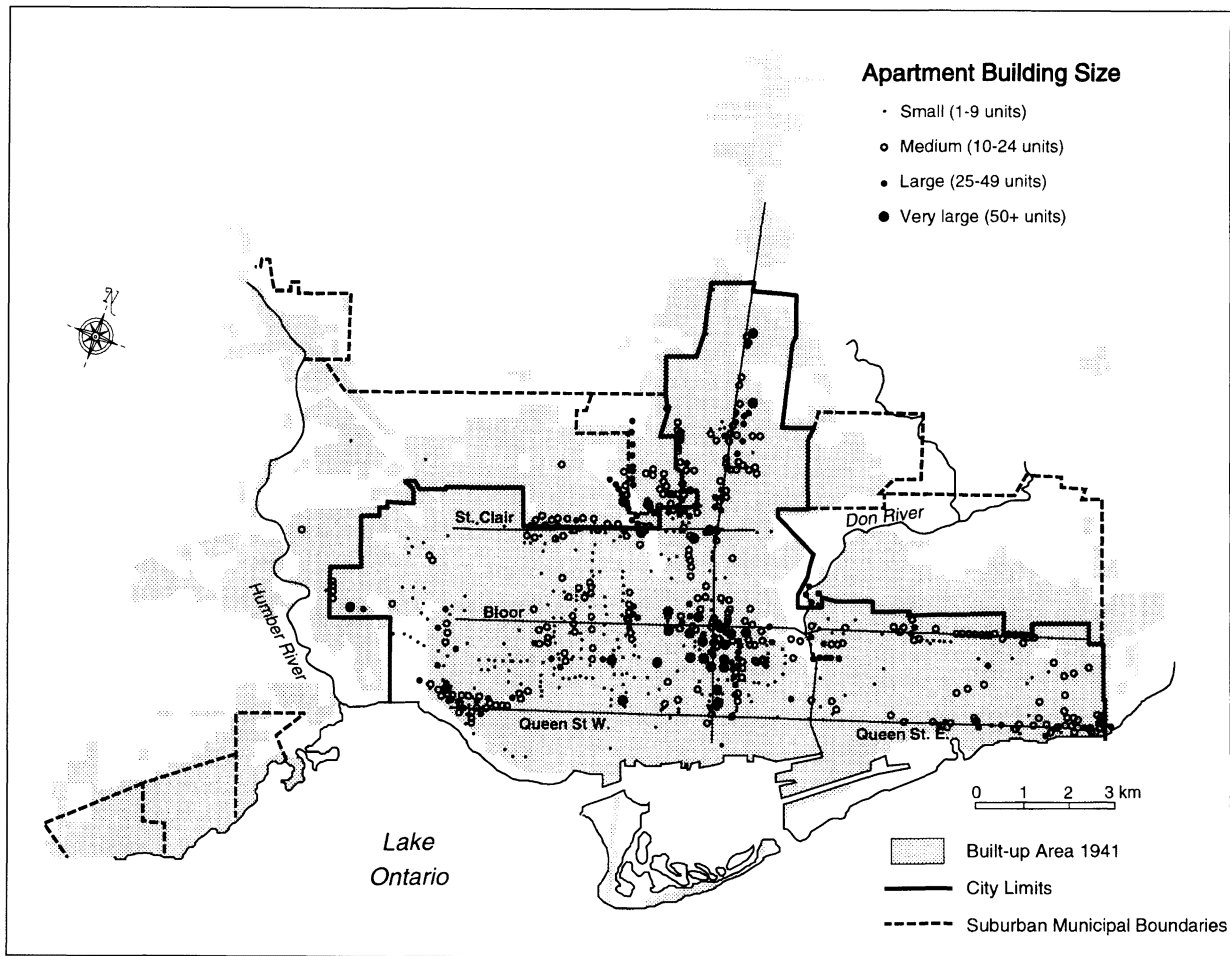 Apartment Building Size
Small (1-9 units)
Medium (10-24 units)
Large (25-49 units)
Very large (50+ units)
N
St. Clair
Don River
Humber River
Bloor
Queen St W.
Queen St. E.
0 1 2 3 km
Lake
Ontario
Built-up Area 1941
City Limits
Suburban Municipal Boundaries